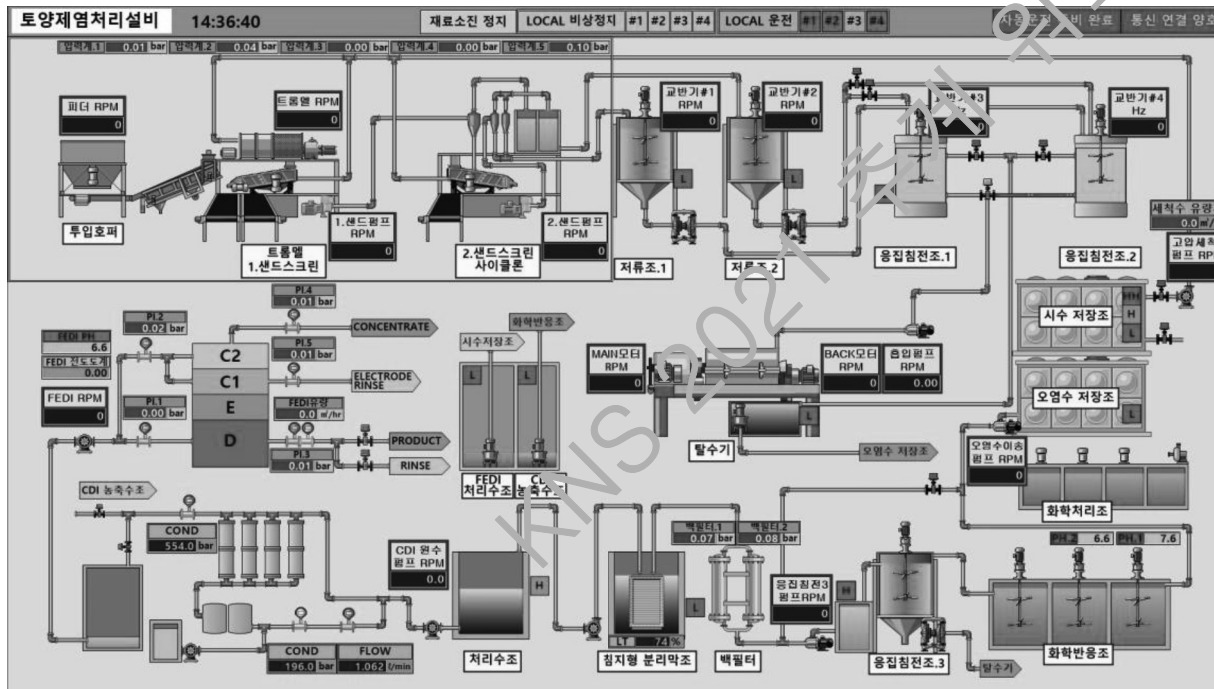 토양제염처리설비 14:36:40 재료소진 정지 LOCAL 비상정지 #1 #2 #3 #4 LOCAL 운전 #1 #2 #3 #4 통신 연결 양호
압력계.1 0.01 bar 압력계.2 0.04 bar 압력계.3 0.00 bar 압력계.4 0.00 bar 압력계.5 0.10 bar
피더 RPM
0
트롬멜 RPM
0
교반기#1
RPM
0
교반기#2
RPM
0
교반기#3
Hz
0
교반기#4
Hz
0
L
L
투입호퍼
1.샌드펌프
RPM
0
트롬멜
1.샌드스크린
2.샌드펌프
RPM
0
2.샌드스크린
사이클론
저류조.1
저류조.2
응집침전조.1
응집침전조.2
세척수 유량
0.0 m³/
고압세척
펌프 RPM
0
시수 저장조
HH
H
L
오염수 저장조
L
FEDI PH
6.6
FEDI 전도도계
0.00
FEDI RPM
0
PI.2
0.02 bar
PI.1
0.00 bar
C2
C1
E
D
PI.4
0.01 bar
CONCENTRATE
PI.5
0.01 bar
ELECTRODE
RINSE
FEDI유량
0.0 m³/hr
PI.3
0.01 bar
PRODUCT
RINSE
화학반응조
시수저장조
L
L
FEDI
처리수조
농축수조
MAIN모터
RPM
0
BACK모터
RPM
0
흡입펌프
RPM
0.00
L
탈수기
오염수 저장조
오염수이송
펌프 RPM
0
화학처리조
CDI 농축수조
COND
554.0 bar
COND
196.0 bar
FLOW
1.062 ℓ/min
CDI 원수
펌프 RPM
0.0
H
처리수조
L
LT 74 %
침지형 분리막조
백필터.1
0.07 bar
백필터.2
0.08 bar
백필터
응집침전3
펌프RPM
0
H
응집침전조.3
탈수기
PH.2 6.6 PH.1 7.6
화학반응조
KNS 2021 추계